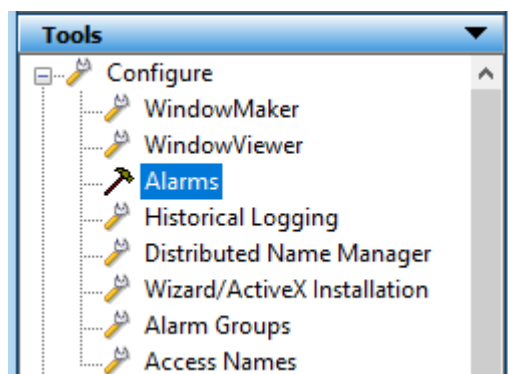 Tools
Configure
WindowMaker
WindowViewer
Alarms
Historical Logging
Distributed Name Manager
Wizard/ActiveX Installation
Alarm Groups
Access Names